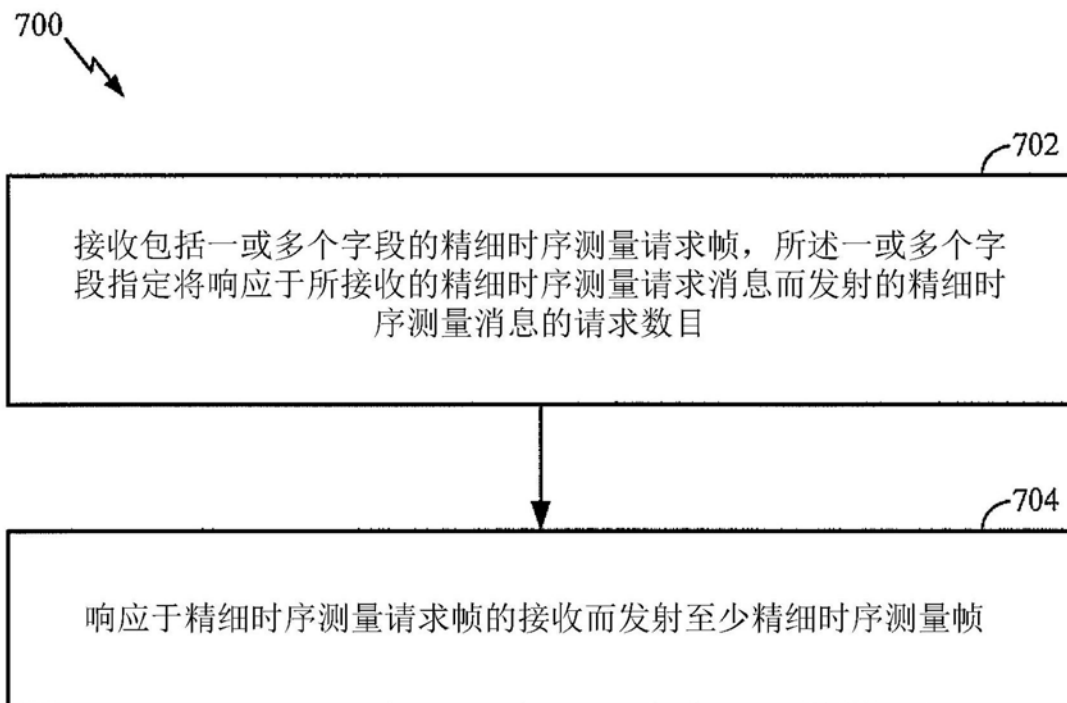 700
702
接收包括一或多个字段的精细时序测量请求帧，所述一或多个字
段指定将响应于所接收的精细时序测量请求消息而发射的精细时
序测量消息的请求数目
704
响应于精细时序测量请求帧的接收而发射至少精细时序测量帧